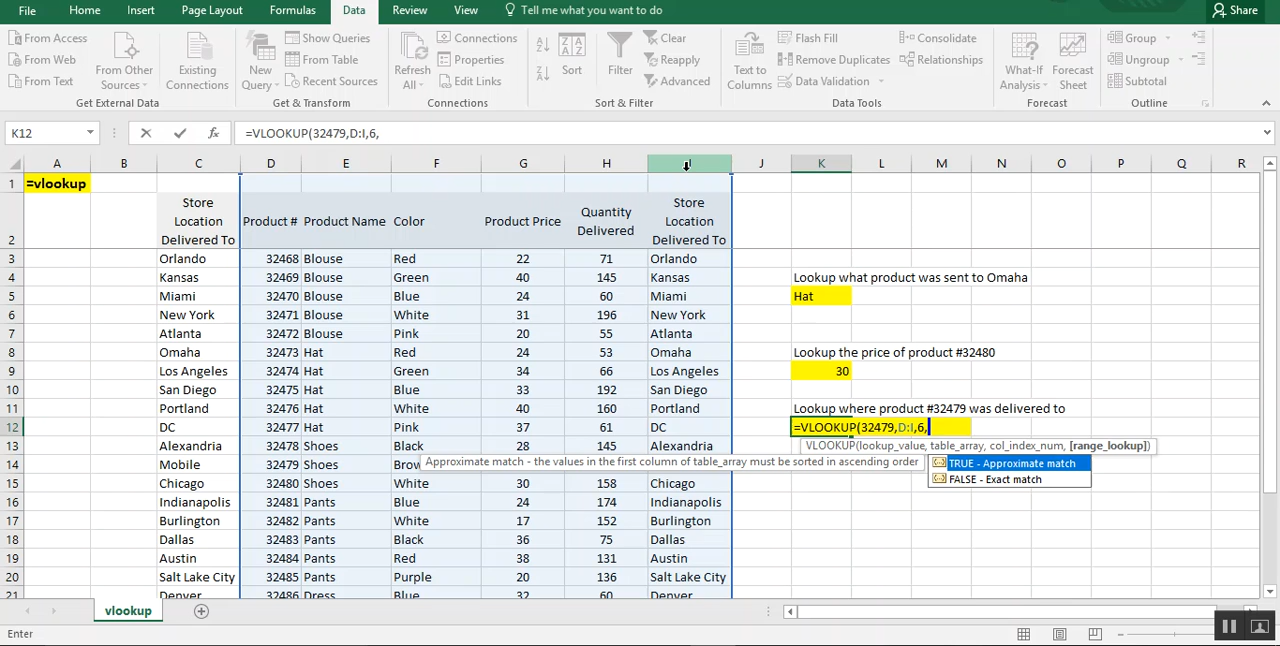 File Home Insert Page Layout Formulas Data Review View Tell me what you want to do Share
From Access
From Web
From Text
From Other Sources
Existing Connections
Get External Data
New Query
Show Queries
From Table
Recent Sources
Get & Transform
Refresh All
Connections
Properties
Edit Links
Connections
Sort
Filter
Clear
Reapply
Advanced
Sort & Filter
Text to Columns
Flash Fill
Remove Duplicates
Data Validation
Consolidate
Relationships
Data Tools
What-If Analysis
Forecast Sheet
Forecast
Group
Ungroup
Subtotal
Outline
K12 fx =VLOOKUP(32479,D:I,6,
A B C D E F G H J K L M N O P Q R
1 =vlookup
2 Store Location Delivered To Product # Product Name Color Product Price Quantity Delivered Store Location Delivered To
3 Orlando 32468 Blouse Red 22 71 Orlando
4 Kansas 32469 Blouse Green 40 145 Kansas Lookup what product was sent to Omaha
5 Miami 32470 Blouse Blue 24 60 Miami Hat
6 New York 32471 Blouse White 31 196 New York
7 Atlanta 32472 Blouse Pink 20 55 Atlanta
8 Omaha 32473 Hat Red 24 53 Omaha Lookup the price of product #32480
9 Los Angeles 32474 Hat Green 34 66 Los Angeles 30
10 San Diego 32475 Hat Blue 33 192 San Diego
11 Portland 32476 Hat White 40 160 Portland Lookup where product #32479 was delivered to
12 DC 32477 Hat Pink 37 61 DC =VLOOKUP(32479,D:I,6,
13 Alexandria 32478 Shoes Black 28 145 Alexandria VLOOKUP(lookup_value, table_array, col_index_num, [range_lookup])
14 Mobile 32479 Shoes Approximate match - the values in the first column of table_array must be sorted in ascending order TRUE - Approximate match
FALSE - Exact match
15 Chicago 32480 Shoes Green 30 158 Chicago
16 Indianapolis 32481 Pants Blue 24 174 Indianapolis
17 Burlington 32482 Pants White 17 152 Burlington
18 Dallas 32483 Pants Black 36 75 Dallas
19 Austin 32484 Pants Red 38 131 Austin
20 Salt Lake City 32485 Pants Purple 20 136 Salt Lake City
21 Denver 32486 Dress Blue 32 60 Denver
vlookup
Enter